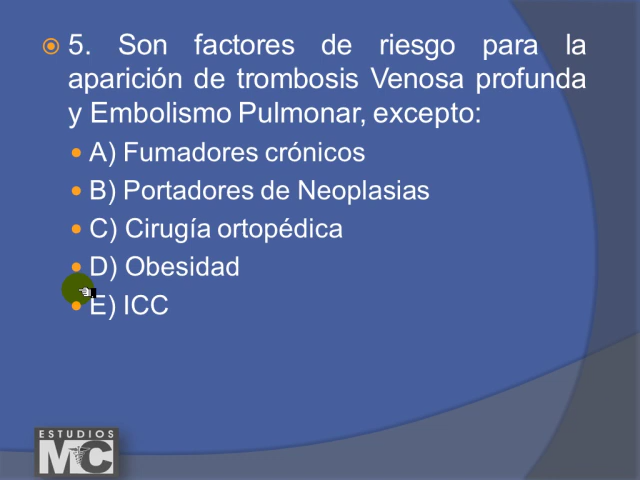 5. Son factores de riesgo para la
aparición de trombosis Venosa profunda
y Embolismo Pulmonar, excepto:
A) Fumadores crónicos
B) Portadores de Neoplasias
C) Cirugía ortopédica
D) Obesidad
E) ICC
ESTUDIOS
MC